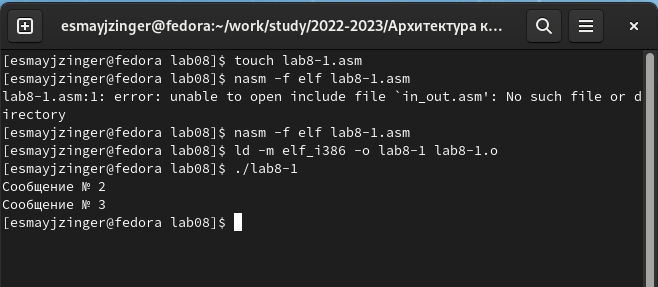 esmayjzinger@fedora:~/work/study/2022-2023/Архитектура к...
[esmayjzinger@fedora lab08]$ touch lab8-1.asm
[esmayjzinger@fedora lab08]$ nasm -f elf lab8-1.asm
lab8-1.asm:1: error: unable to open include file `in_out.asm': No such file or d
irectory
[esmayjzinger@fedora lab08]$ nasm -f elf lab8-1.asm
[esmayjzinger@fedora lab08]$ ld -m elf_i386 -o lab8-1 lab8-1.o
[esmayjzinger@fedora lab08]$ ./lab8-1
Сообщение № 2
Сообщение № 3
[esmayjzinger@fedora lab08]$